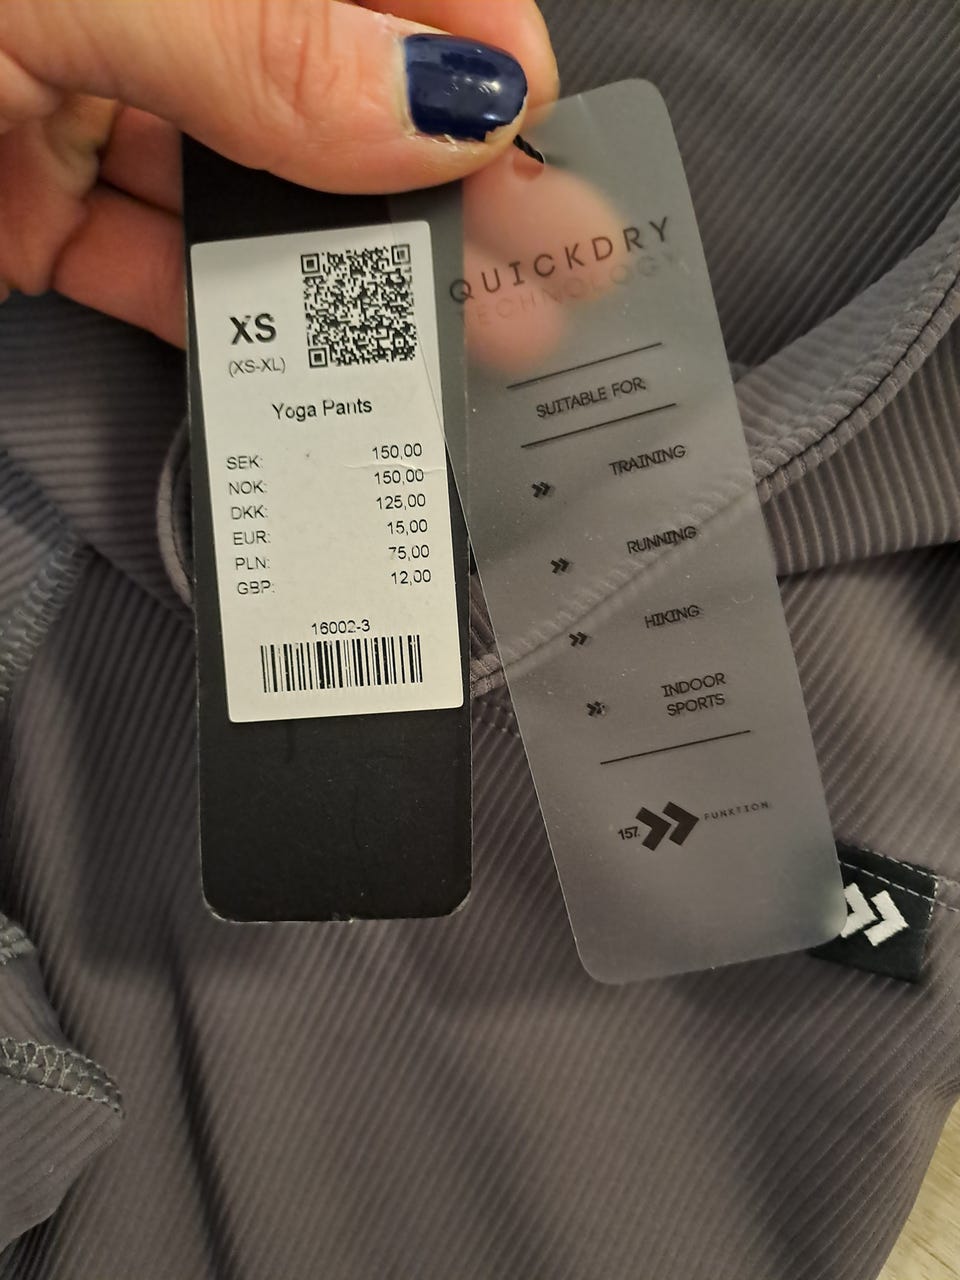 XS
(XS-XL)
Yoga Pants
SEK: 150,00
NOK: 150,00
DKK: 125,00
EUR: 15,00
PLN: 75,00
GBP: 12,00
16002-3
QUICKDRY
TECHNOLOGY
SUITABLE FOR:
TRAINING
RUNNING
HIKING
INDOOR
SPORTS
157. FUNKTION